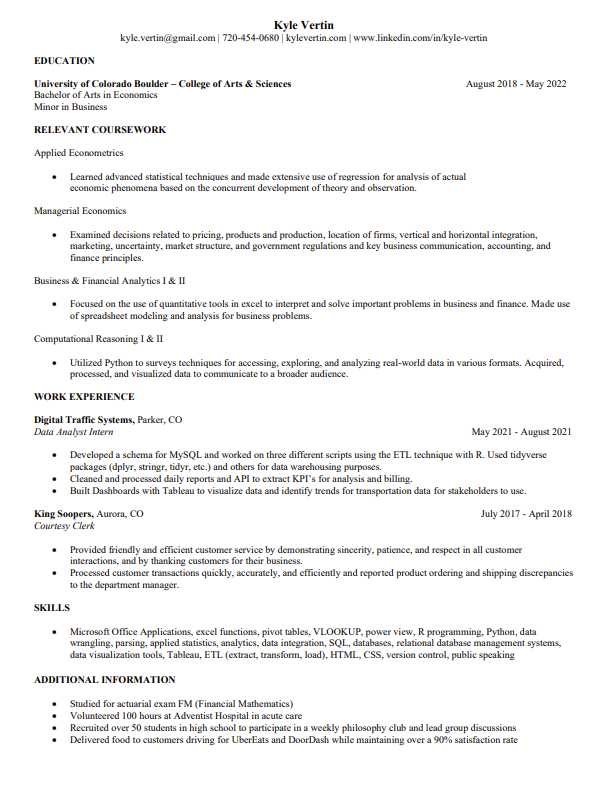 Kyle Vertin
kyle.vertin@gmail.com | 720-454-0680 | kylevertin.com | www.linkedin.com/in/kyle-vertin
EDUCATION
University of Colorado Boulder – College of Arts & Sciences August 2018 - May 2022
Bachelor of Arts in Economics
Minor in Business
RELEVANT COURSEWORK
Applied Econometrics
• Learned advanced statistical techniques and made extensive use of regression for analysis of actual
economic phenomena based on the concurrent development of theory and observation.
Managerial Economics
• Examined decisions related to pricing, products and production, location of firms, vertical and horizontal integration,
marketing, uncertainty, market structure, and government regulations and key business communication, accounting, and
finance principles.
Business & Financial Analytics I & II
• Focused on the use of quantitative tools in excel to interpret and solve important problems in business and finance. Made use
of spreadsheet modeling and analysis for business problems.
Computational Reasoning I & II
• Utilized Python to surveys techniques for accessing, exploring, and analyzing real-world data in various formats. Acquired,
processed, and visualized data to communicate to a broader audience.
WORK EXPERIENCE
Digital Traffic Systems, Parker, CO
Data Analyst Intern May 2021 - August 2021
• Developed a schema for MySQL and worked on three different scripts using the ETL technique with R. Used tidyverse
packages (dplyr, stringr, tidyr, etc.) and others for data warehousing purposes.
• Cleaned and processed daily reports and API to extract KPI’s for analysis and billing.
• Built Dashboards with Tableau to visualize data and identify trends for transportation data for stakeholders to use.
King Soopers, Aurora, CO July 2017 - April 2018
Courtesy Clerk
• Provided friendly and efficient customer service by demonstrating sincerity, patience, and respect in all customer
interactions, and by thanking customers for their business.
• Processed customer transactions quickly, accurately, and efficiently and reported product ordering and shipping discrepancies
to the department manager.
SKILLS
• Microsoft Office Applications, excel functions, pivot tables, VLOOKUP, power view, R programming, Python, data
wrangling, parsing, applied statistics, analytics, data integration, SQL, databases, relational database management systems,
data visualization tools, Tableau, ETL (extract, transform, load), HTML, CSS, version control, public speaking
ADDITIONAL INFORMATION
• Studied for actuarial exam FM (Financial Mathematics)
• Volunteered 100 hours at Adventist Hospital in acute care
• Recruited over 50 students in high school to participate in a weekly philosophy club and lead group discussions
• Delivered food to customers driving for UberEats and DoorDash while maintaining over a 90% satisfaction rate